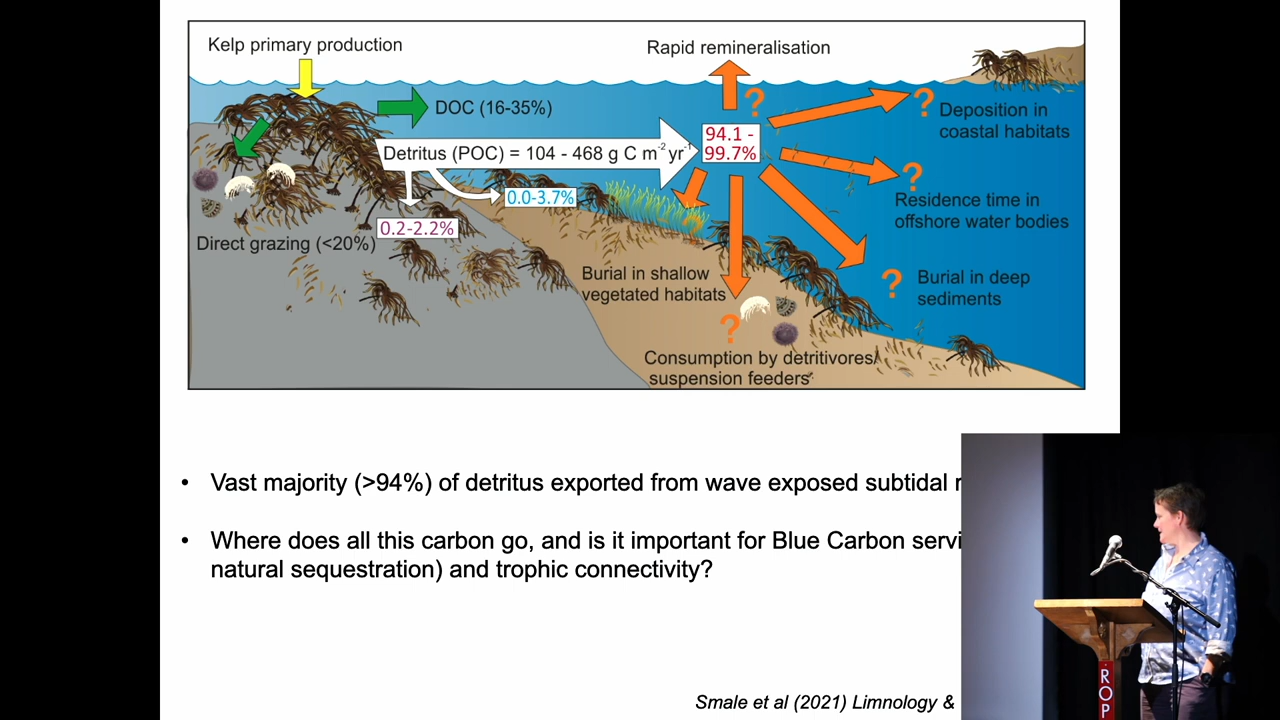 Kelp primary production
Rapid remineralisation
DOC (16-35%)
Deposition in
coastal habitats
?
?
94.1 -
99.7%
Detritus (POC) = 104 - 468 g C m-2 yr-1
?
Residence time in
offshore water bodies
0.0-3.7%
0.2-2.2%
?
Direct grazing (<20%)
Burial in shallow
vegetated habitats
?
Burial in deep
sediments
?
Consumption by detritivores/
suspension feeders
• Vast majority (>94%) of detritus exported from wave exposed subtidal
• Where does all this carbon go, and is it important for Blue Carbon
natural sequestration) and trophic connectivity?
Smale et al (2021) Limnology &
ROP